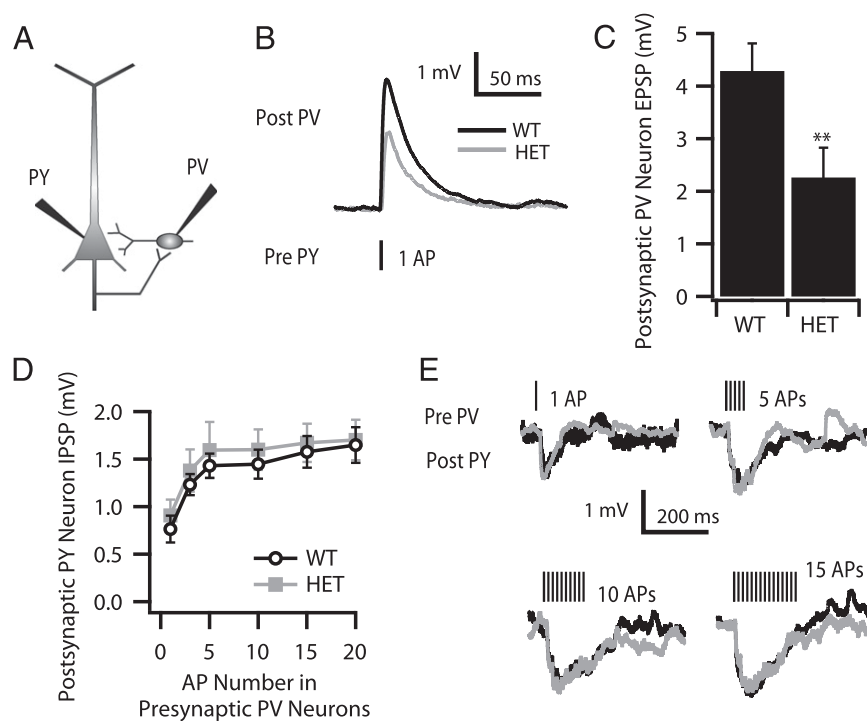 A
PY
PV
B
Post PV
1 mV
50 ms
WT
HET
Pre PY
1 AP
C
Postsynaptic PV Neuron EPSP (mV)
5
4
3
2
1
0
**
WT
HET
D
Postsynaptic PY Neuron IPSP (mV)
2.0
1.5
1.0
0.5
0.0
WT
HET
0 5 10 15 20
AP Number in
Presynaptic PV Neurons
E
Pre PV
Post PY
1 AP
5 APs
1 mV
200 ms
10 APs
15 APs